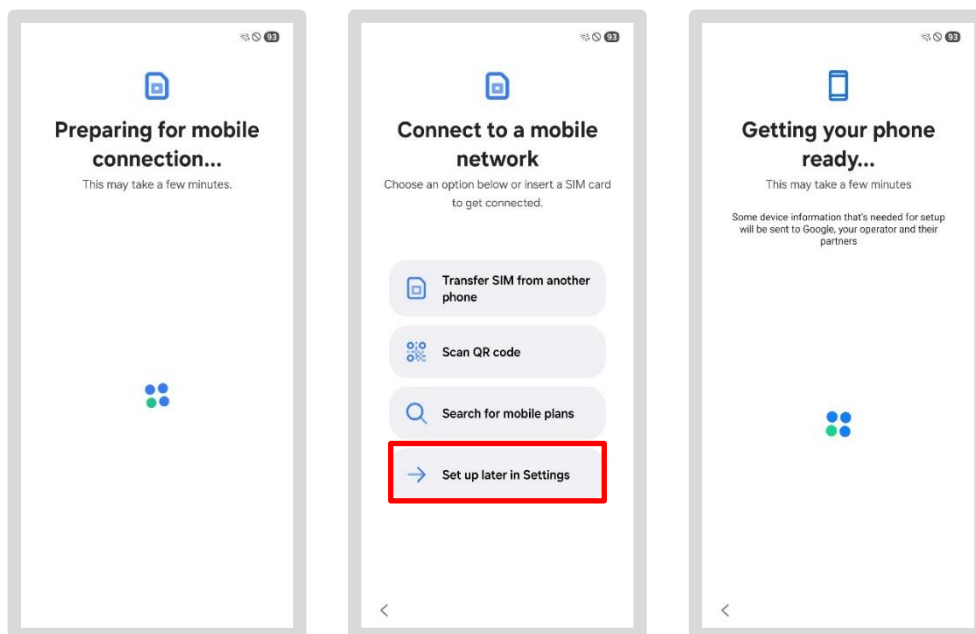 93
Preparing for mobile
connection...
This may take a few minutes.
93
Connect to a mobile
network
Choose an option below or insert a SIM card
to get connected.
Transfer SIM from another
phone
Scan QR code
Search for mobile plans
Set up later in Settings
93
Getting your phone
ready...
This may take a few minutes
Some device information that's needed for setup
will be sent to Google, your operator and their
partners